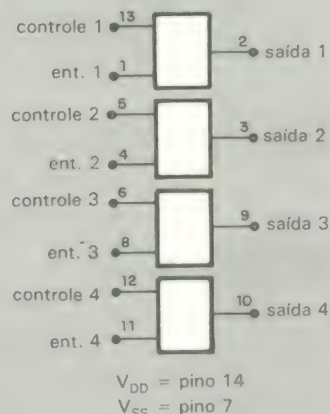 controle 1 13
2 saída 1
ent. 1 1
controle 2 5
3 saída 2
ent. 2 4
controle 3 6
9 saída 3
ent. 3 8
controle 4 12
10 saída 4
ent. 4 11
V_DD = pino 14
V_SS = pino 7